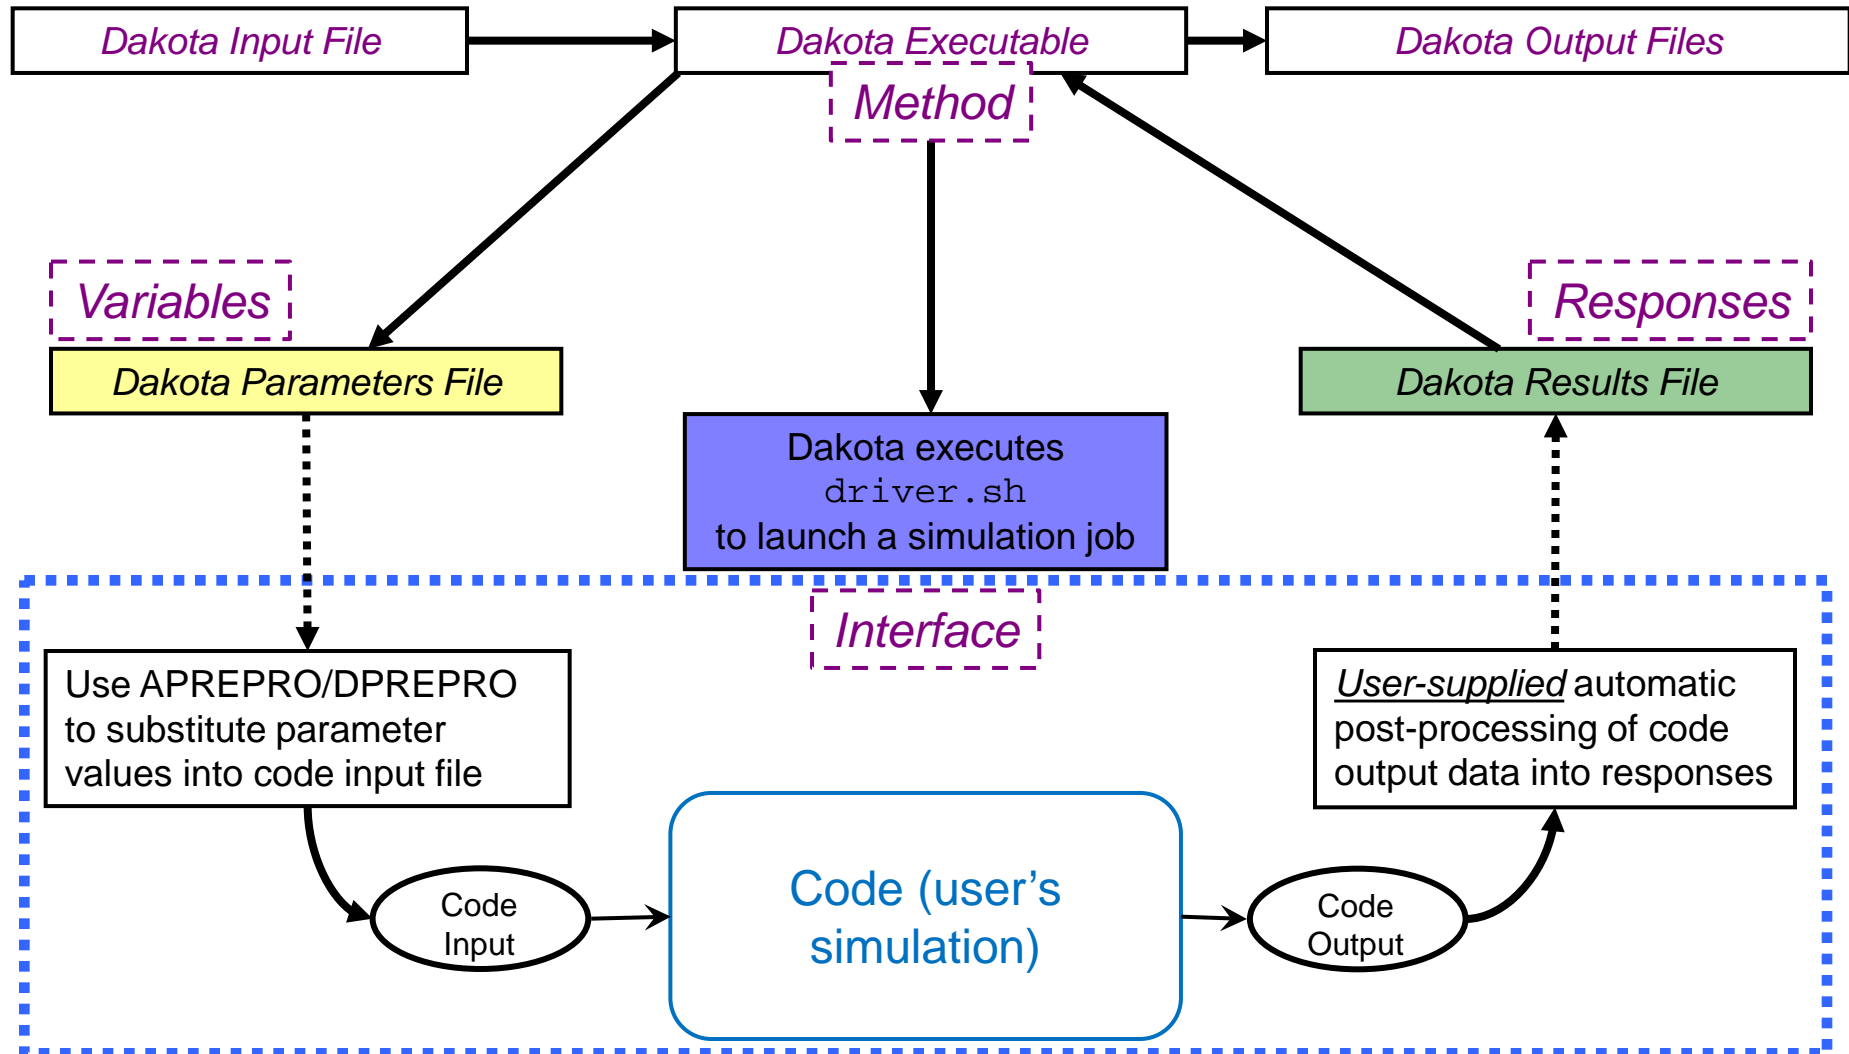 Dakota Input File
Dakota Executable
Dakota Output Files
Method
Variables
Responses
Dakota Parameters File
Dakota Results File
Dakota executes
driver.sh
to launch a simulation job
Interface
Use APREPRO/DPREPRO
to substitute parameter
values into code input file
User-supplied automatic
post-processing of code
output data into responses
Code
Input
Code (user’s
simulation)
Code
Output